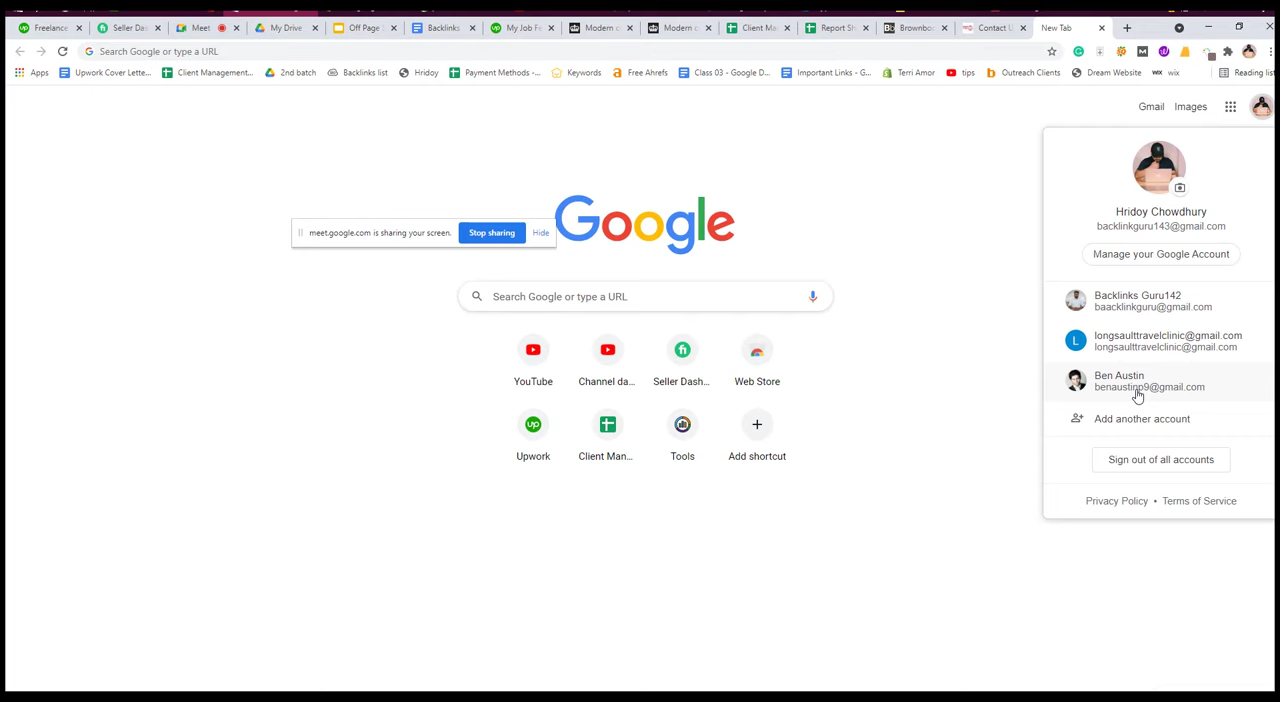 Freelance
Seller Das
Meet
My Drive
Off Page
Backlinks
My Job Fe
Modern c
Modern c
Client Ma
Report Sh
Brownbo
Contact U
New Tab
Search Google or type a URL
Apps
Upwork Cover Lette...
Client Management...
2nd batch
Backlinks list
Hridoy
Payment Methods -...
Keywords
Free Ahrefs
Class 03 - Google D...
Important Links - G...
Terri Amor
tips
Outreach Clients
Dream Website
WiX wix
Reading list
Gmail Images
Hridoy Chowdhury
backlinkguru143@gmail.com
Manage your Google Account
meet.google.com is sharing your screen. Stop sharing Hide
Google
Search Google or type a URL
Backlinks Guru142
baacklinkguru@gmail.com
L
longsaulttravelclinic@gmail.com
longsaulttravelclinic@gmail.com
Ben Austin
benaustinp9@gmail.com
Add another account
YouTube
Channel da...
Seller Dash...
Web Store
up
Upwork
Client Man...
Tools
Add shortcut
Sign out of all accounts
Privacy Policy • Terms of Service